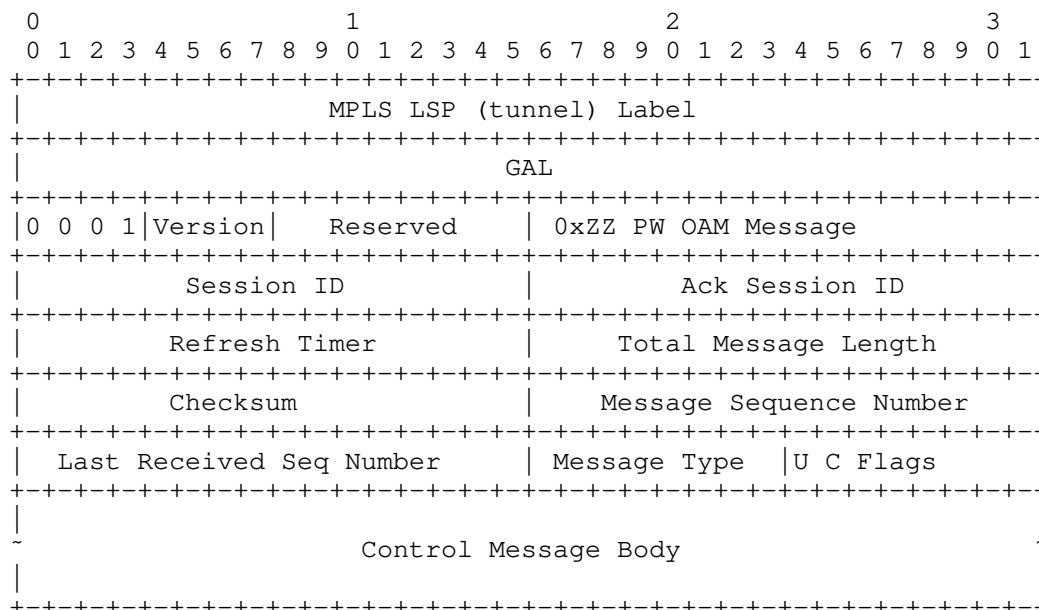 0 1 2 3
0 1 2 3 4 5 6 7 8 9 0 1 2 3 4 5 6 7 8 9 0 1 2 3 4 5 6 7 8 9 0 1
+-+-+-+-+-+-+-+-+-+-+-+-+-+-+-+-+-+-+-+-+-+-+-+-+-+-+-+-+-+-+-+-+--
| MPLS LSP (tunnel) Label
+-+-+-+-+-+-+-+-+-+-+-+-+-+-+-+-+-+-+-+-+-+-+-+-+-+-+-+-+-+-+-+-+--
| GAL
+-+-+-+-+-+-+-+-+-+-+-+-+-+-+-+-+-+-+-+-+-+-+-+-+-+-+-+-+-+-+-+-+--
|0 0 0 1|Version| Reserved | 0xZZ PW OAM Message
+-+-+-+-+-+-+-+-+-+-+-+-+-+-+-+-+-+-+-+-+-+-+-+-+-+-+-+-+-+-+-+-+--
| Session ID | Ack Session ID
+-+-+-+-+-+-+-+-+-+-+-+-+-+-+-+-+-+-+-+-+-+-+-+-+-+-+-+-+-+-+-+-+--
| Refresh Timer | Total Message Length
+-+-+-+-+-+-+-+-+-+-+-+-+-+-+-+-+-+-+-+-+-+-+-+-+-+-+-+-+-+-+-+-+--
| Checksum | Message Sequence Number
+-+-+-+-+-+-+-+-+-+-+-+-+-+-+-+-+-+-+-+-+-+-+-+-+-+-+-+-+-+-+-+-+--
| Last Received Seq Number | Message Type |U C Flags
+-+-+-+-+-+-+-+-+-+-+-+-+-+-+-+-+-+-+-+-+-+-+-+-+-+-+-+-+-+-+-+-+--
|
~ Control Message Body ~
|
+-+-+-+-+-+-+-+-+-+-+-+-+-+-+-+-+-+-+-+-+-+-+-+-+-+-+-+-+-+-+-+-+--